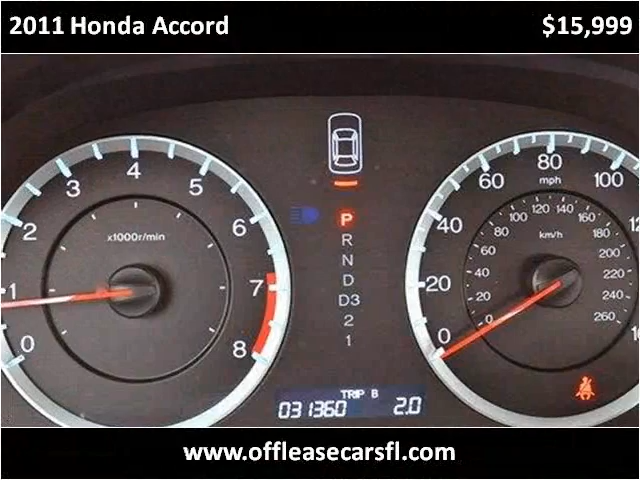 2011 Honda Accord $15,999
0 1 2 3 4 5 6 7 8
x1000r/min
P
R
N
D
D3
2
1
0 20 40 60 80 100
mph
0 20 40 60 80 100 120 140 160 180 200 220 240 260
km/h
TRIP B
031360 2.0
www.offleasecarsfl.com